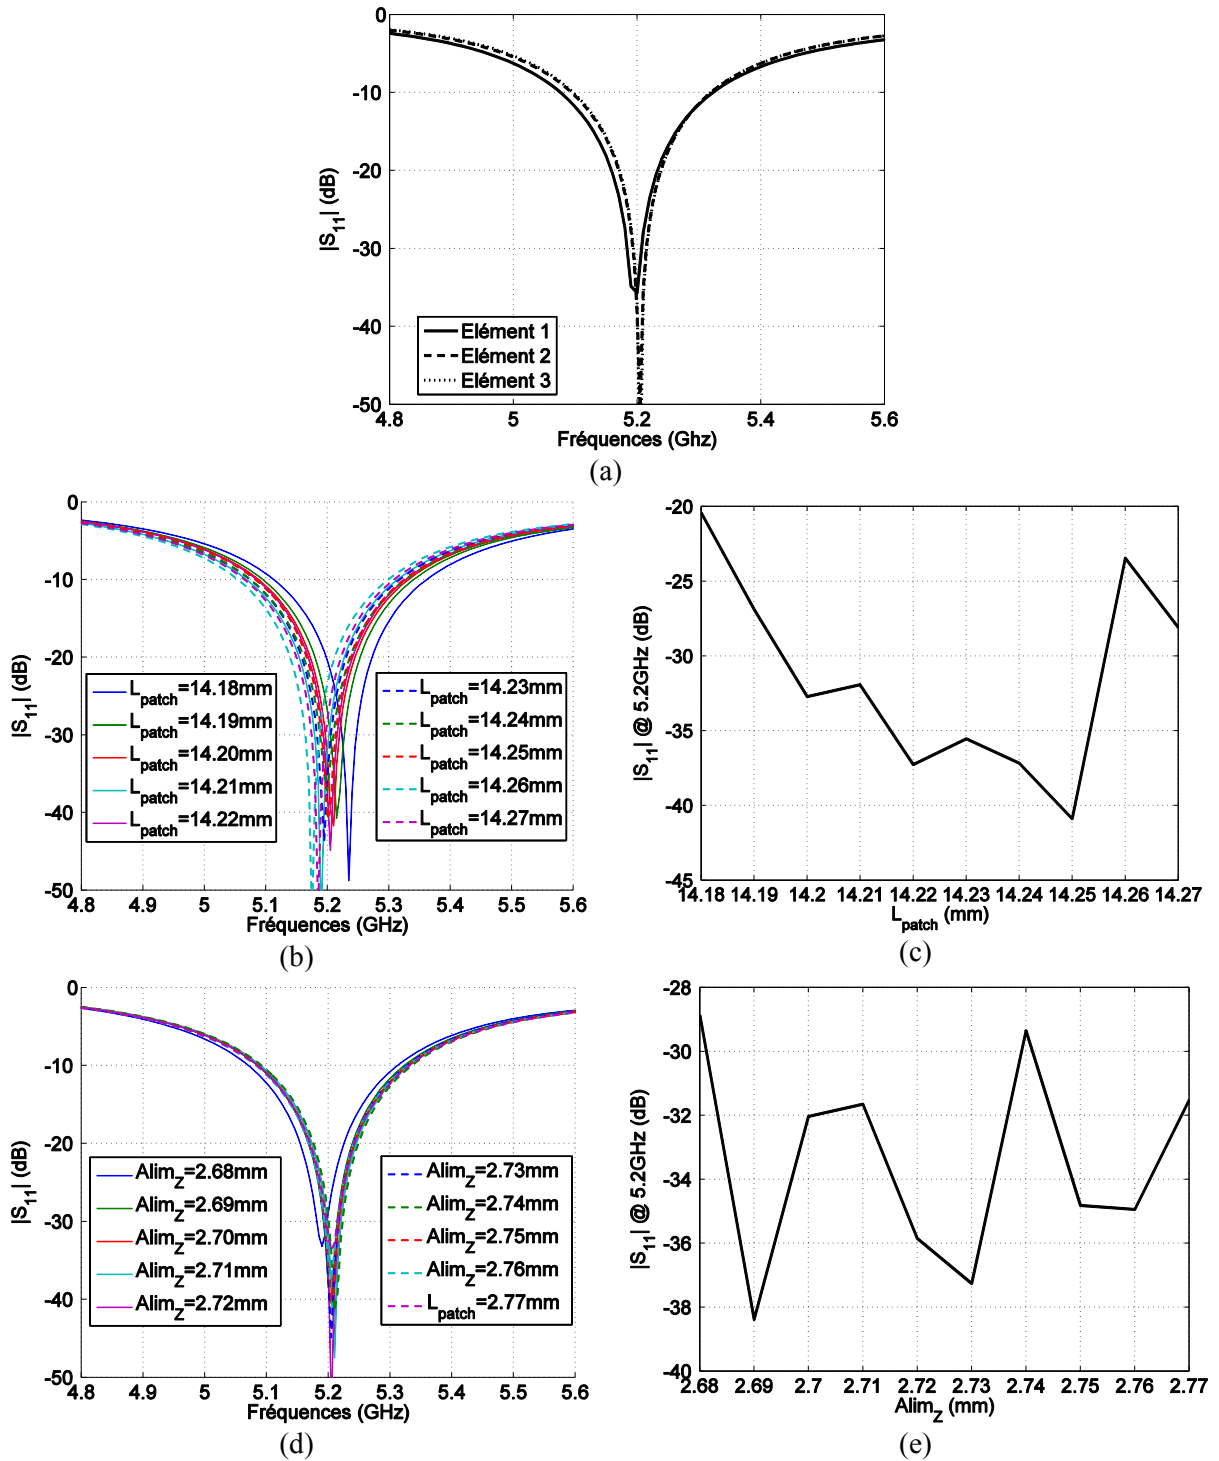 0
-10
-20
-30
-40
-50
|S11| (dB)
Elément 1
Elément 2
Elément 3
4.8 5 5.2 5.4 5.6
Fréquences (Ghz)
(a)
0
-10
-20
-30
-40
-50
|S11| (dB)
Lpatch=14.18mm
Lpatch=14.19mm
Lpatch=14.20mm
Lpatch=14.21mm
Lpatch=14.22mm
Lpatch=14.23mm
Lpatch=14.24mm
Lpatch=14.25mm
Lpatch=14.26mm
Lpatch=14.27mm
4.8 4.9 5 5.1 5.2 5.3 5.4 5.5 5.6
Fréquences (GHz)
(b)
-20
-25
-30
-35
-40
-45
|S11| @ 5.2GHz (dB)
14.18 14.19 14.2 14.21 14.22 14.23 14.24 14.25 14.26 14.27
Lpatch (mm)
(c)
0
-10
-20
-30
-40
-50
|S11| (dB)
AlimZ=2.68mm
AlimZ=2.69mm
AlimZ=2.70mm
AlimZ=2.71mm
AlimZ=2.72mm
AlimZ=2.73mm
AlimZ=2.74mm
AlimZ=2.75mm
AlimZ=2.76mm
Lpatch=2.77mm
4.8 4.9 5 5.1 5.2 5.3 5.4 5.5 5.6
Fréquences (GHz)
(d)
-28
-30
-32
-34
-36
-38
-40
|S11| @ 5.2GHz (dB)
2.68 2.69 2.7 2.71 2.72 2.73 2.74 2.75 2.76 2.77
AlimZ (mm)
(e)